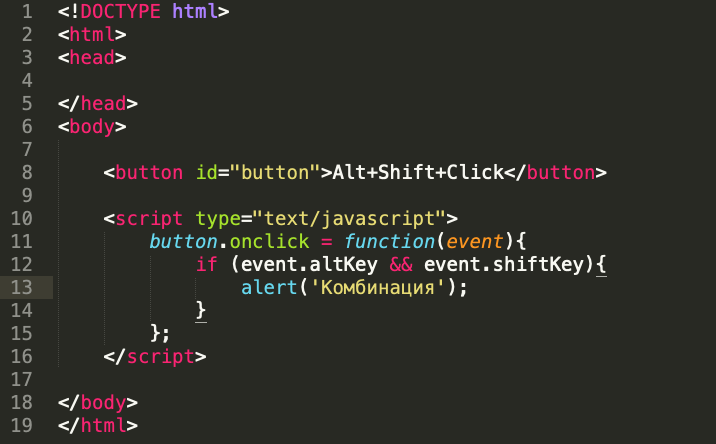 1 <!DOCTYPE html>
2 <html>
3 <head>
4
5 </head>
6 <body>
7
8     <button id="button">Alt+Shift+Click</button>
9
10     <script type="text/javascript">
11         button.onclick = function(event){
12             if (event.altKey && event.shiftKey){
13                 alert('Комбинация');
14             }
15         };
16     </script>
17
18 </body>
19 </html>